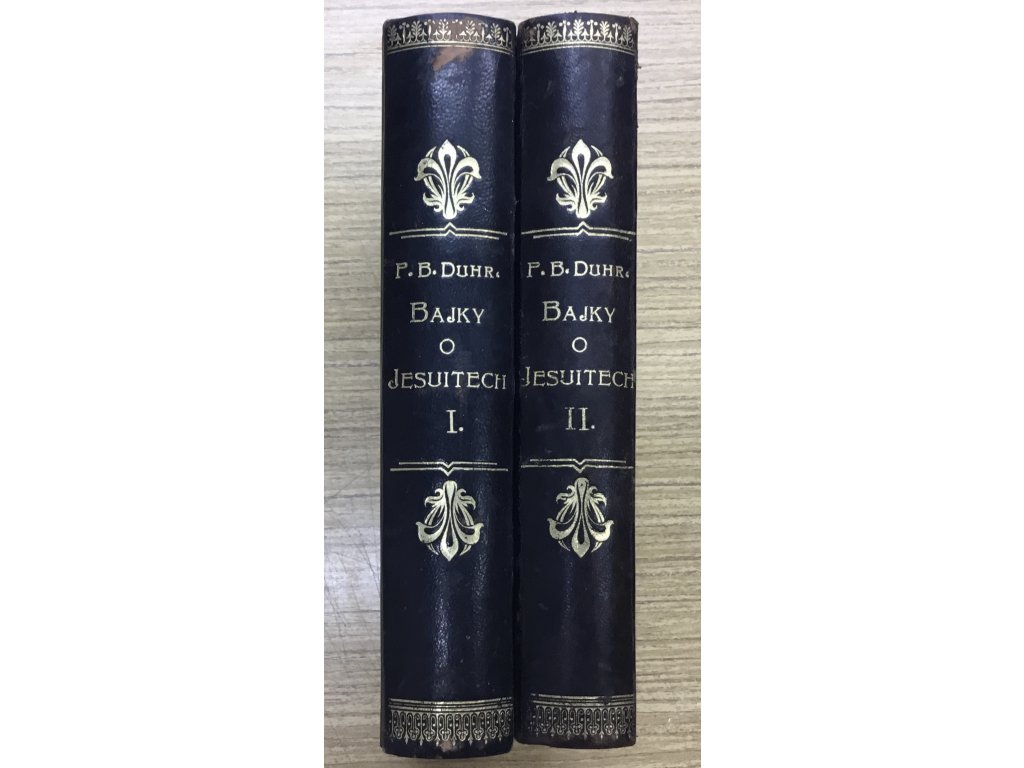 P. B. DUHR.
BAJKY
O
JESUITECH
I.
P. B. DUHR.
BAJKY
O
JESUITECH
II.